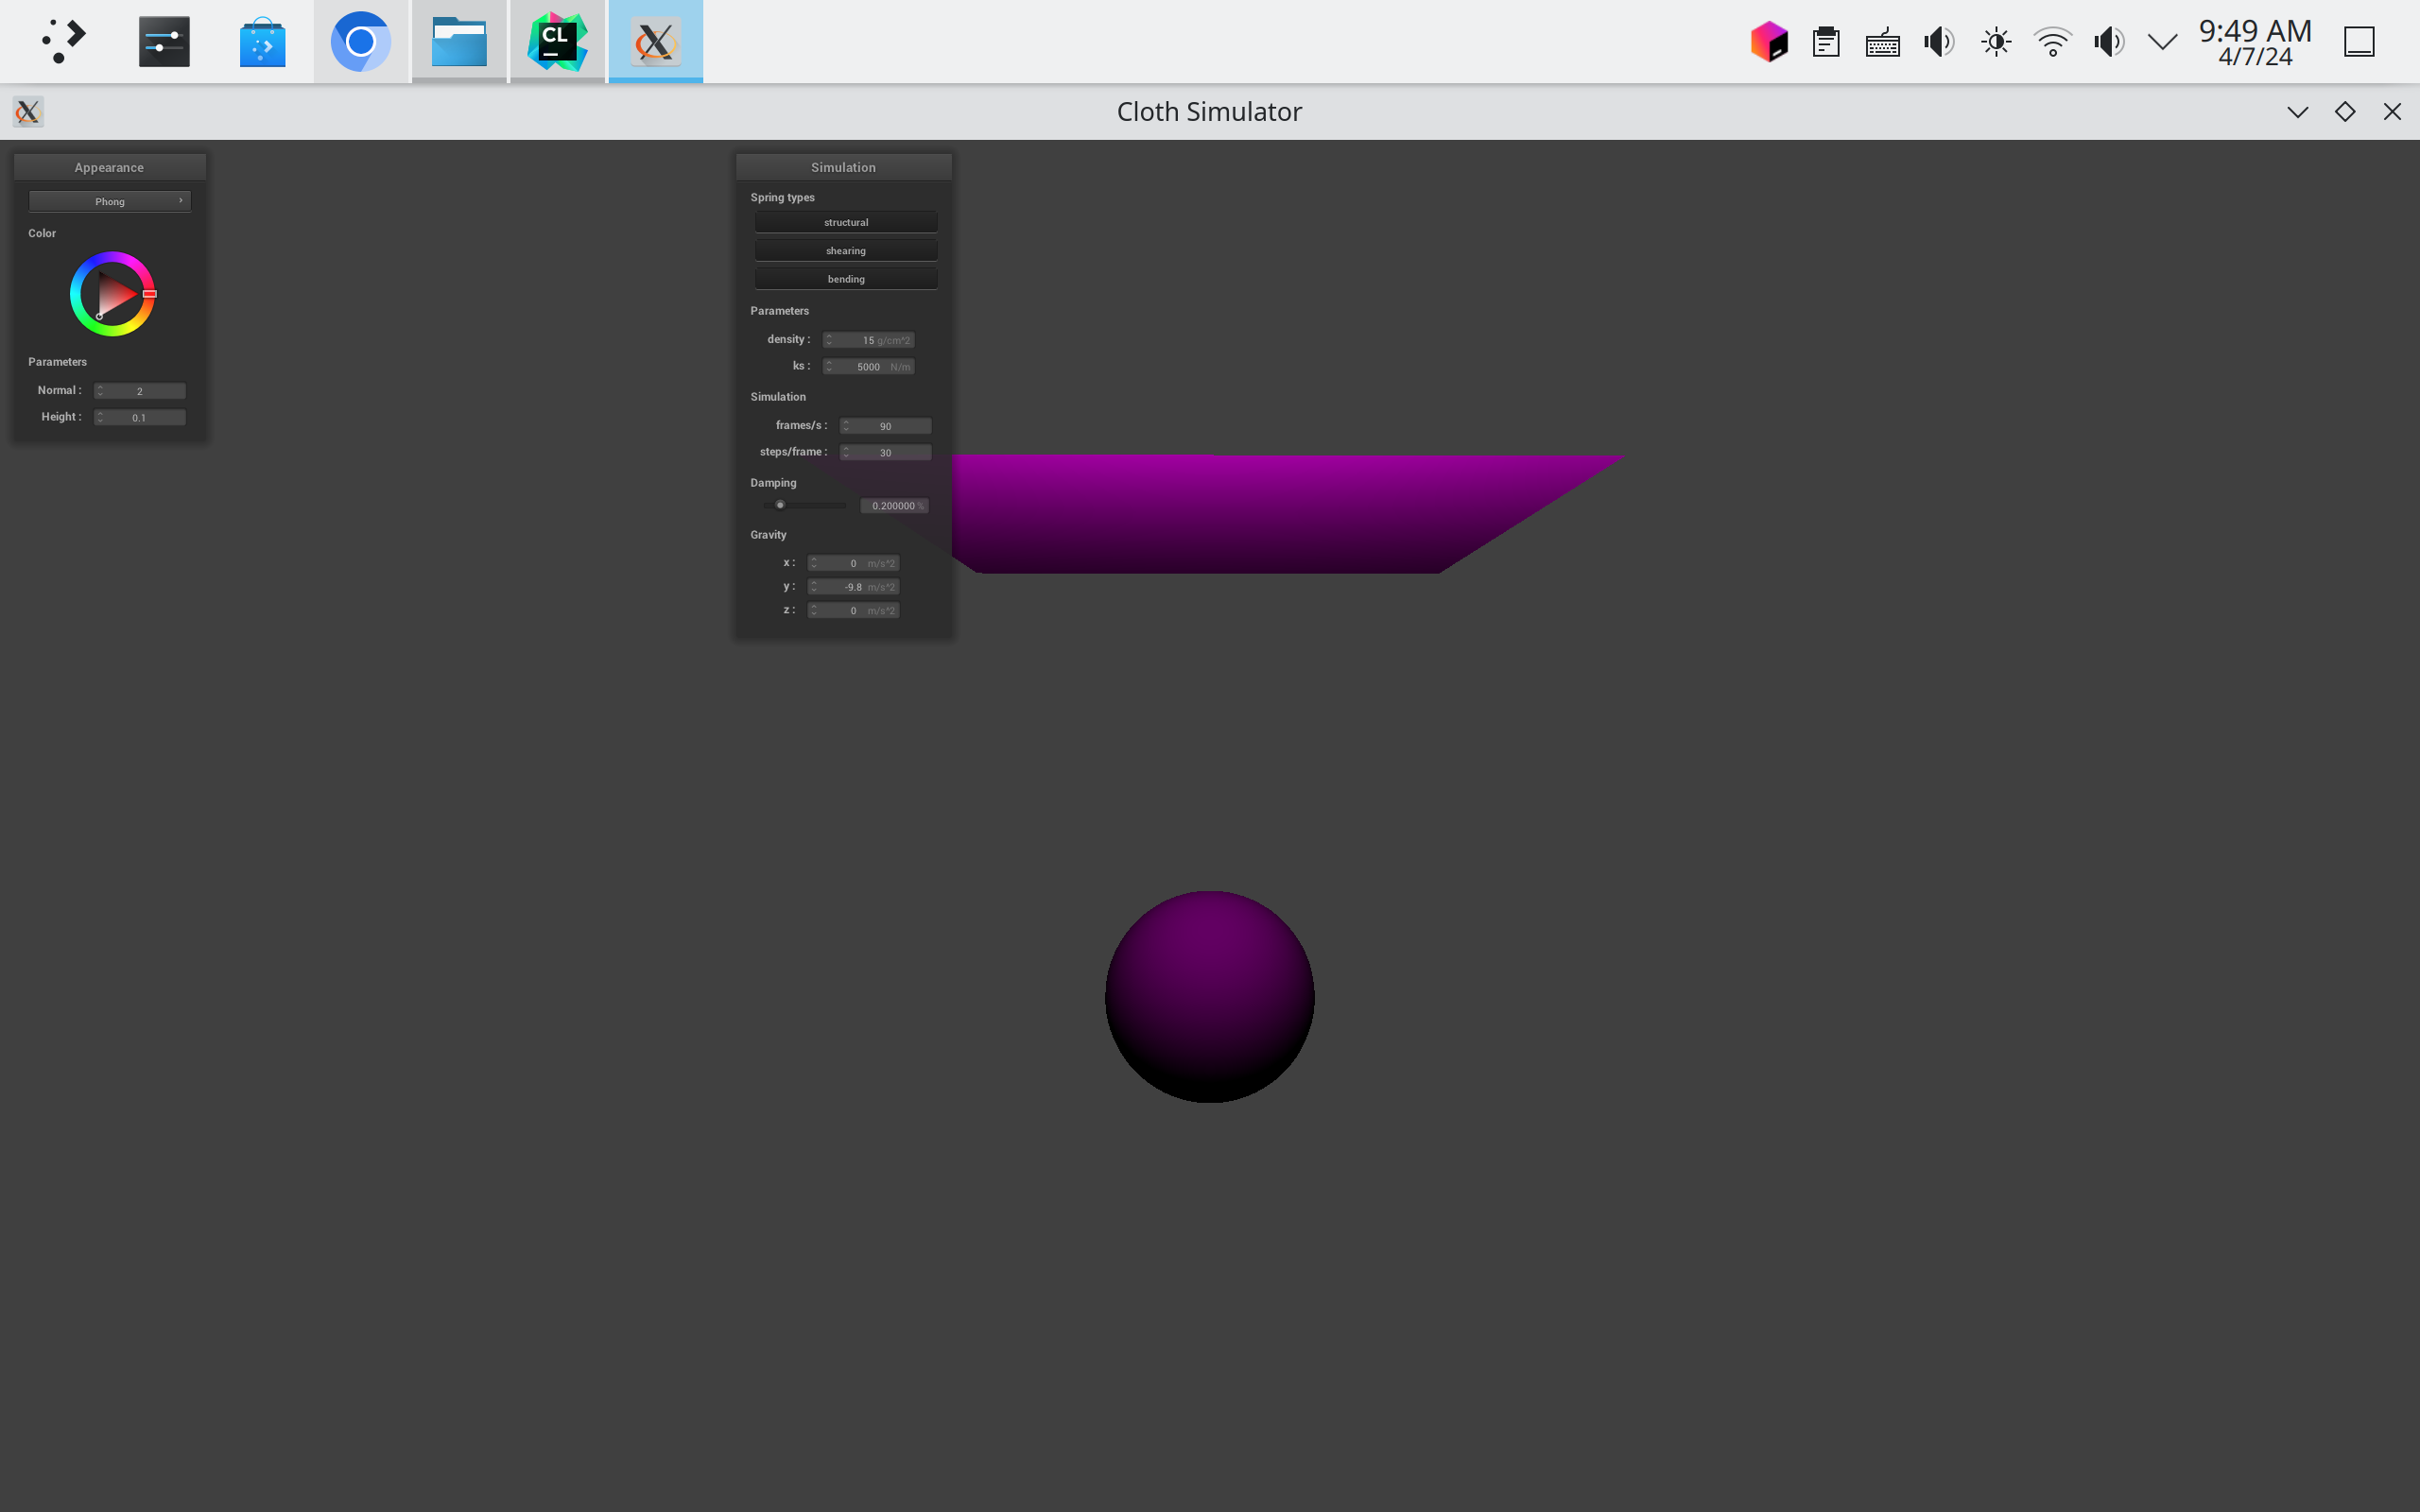 CL
9:49 AM
4/7/24
Cloth Simulator
Appearance
Phong
Color
Parameters
Normal : 2
Height : 0.1
Simulation
Spring types
structural
shearing
bending
Parameters
density : 15 g/cm^2
ks : 5000 N/m
Simulation
frames/s : 90
steps/frame : 30
Damping
0.200000 %
Gravity
x : 0 m/s^2
y : -9.8 m/s^2
z : 0 m/s^2